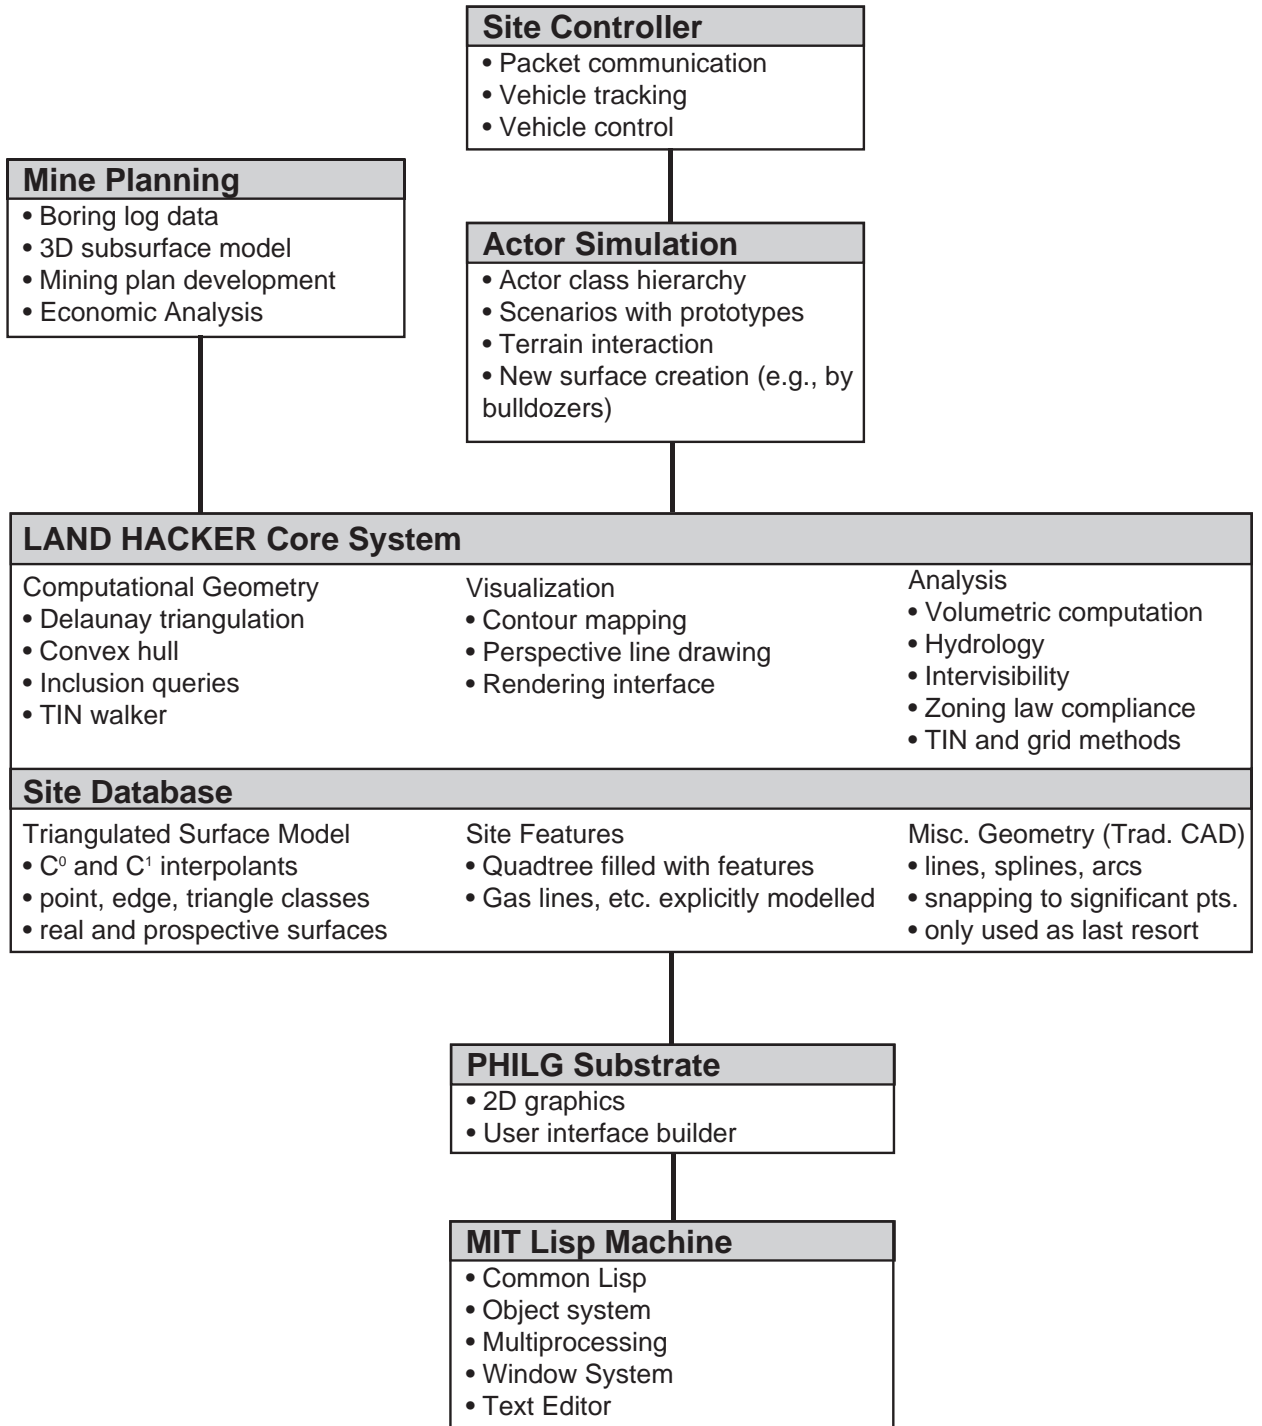 Site Controller
• Packet communication
• Vehicle tracking
• Vehicle control
Mine Planning
• Boring log data
• 3D subsurface model
• Mining plan development
• Economic Analysis
Actor Simulation
• Actor class hierarchy
• Scenarios with prototypes
• Terrain interaction
• New surface creation (e.g., by
bulldozers)
LAND HACKER Core System
Computational Geometry
• Delaunay triangulation
• Convex hull
• Inclusion queries
• TIN walker
Visualization
• Contour mapping
• Perspective line drawing
• Rendering interface
Analysis
• Volumetric computation
• Hydrology
• Intervisibility
• Zoning law compliance
• TIN and grid methods
Site Database
Triangulated Surface Model
• C⁰ and C¹ interpolants
• point, edge, triangle classes
• real and prospective surfaces
Site Features
• Quadtree filled with features
• Gas lines, etc. explicitly modelled
Misc. Geometry (Trad. CAD)
• lines, splines, arcs
• snapping to significant pts.
• only used as last resort
PHILG Substrate
• 2D graphics
• User interface builder
MIT Lisp Machine
• Common Lisp
• Object system
• Multiprocessing
• Window System
• Text Editor